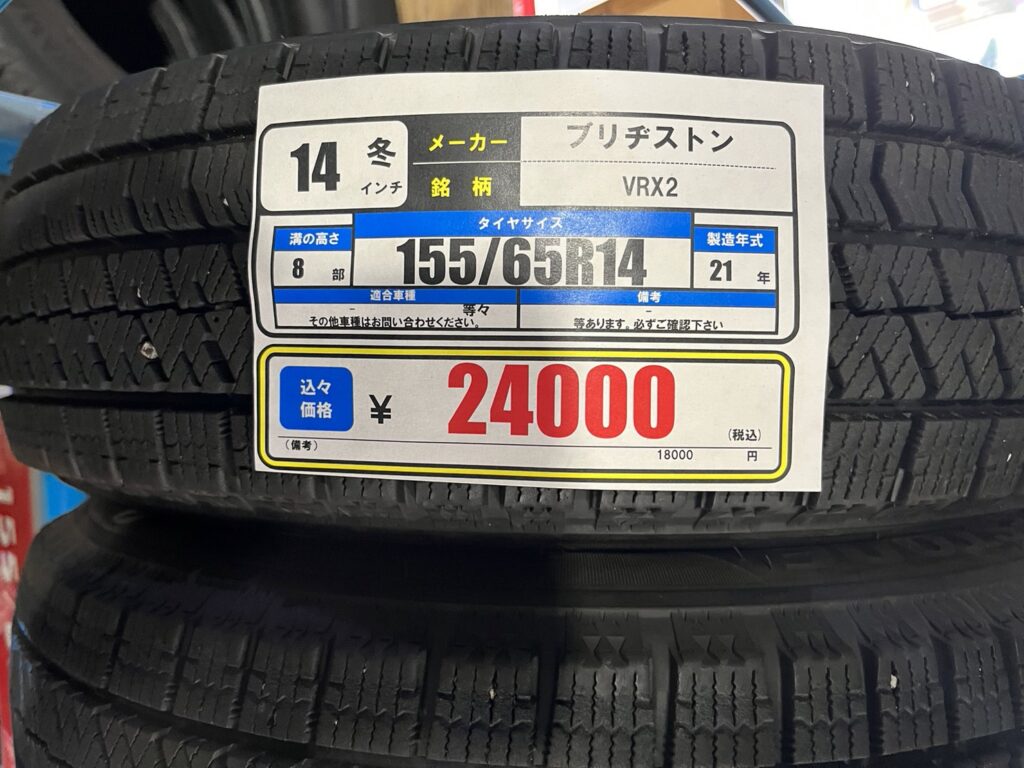 14 冬 インチ
メーカー ブリヂストン
銘柄 VRX2
溝の高さ タイヤサイズ 製造年式
8 部 155/65R14 21 年
適合車種 備考
- 等々 -
その他車種はお問い合わせください。 等あります。必ずご確認下さい
込々
価格 ¥ 24000
(税込)
(備考) 18000 円
155